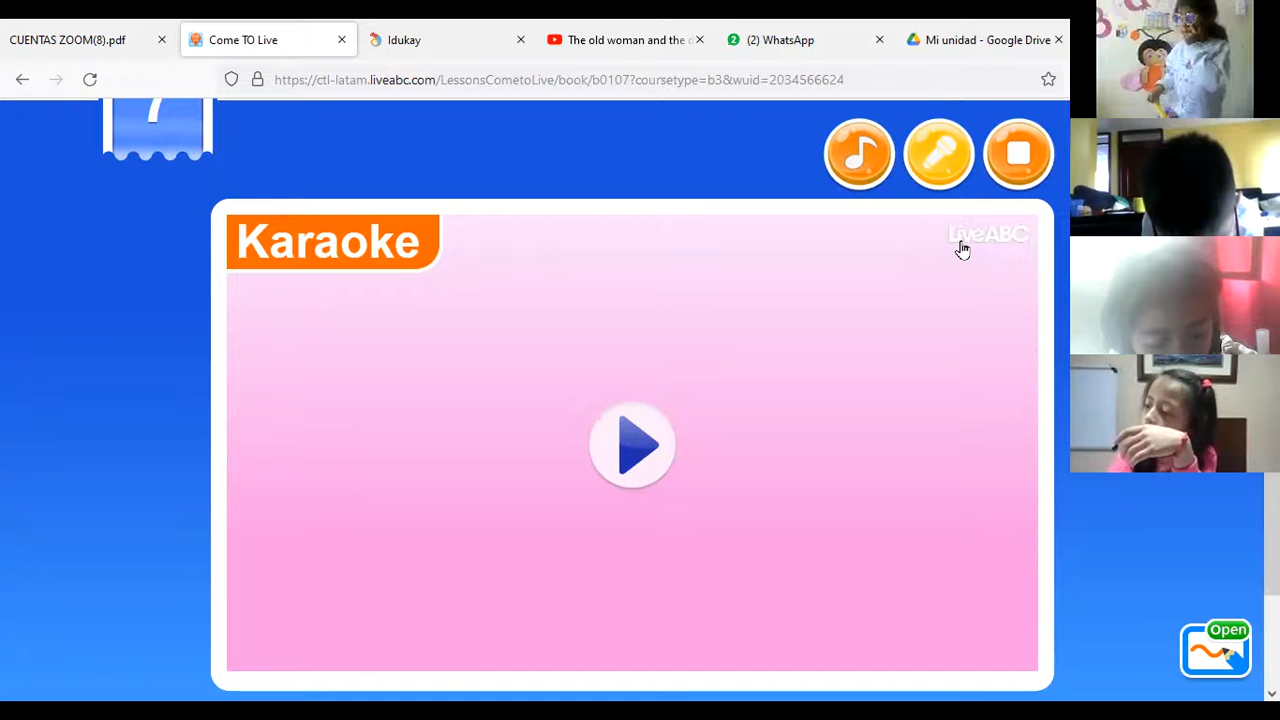 CUENTAS ZOOM(8).pdf
Come TO Live
Idukay
The old woman and the d
(2) WhatsApp
Mi unidad - Google Drive
https://ctl-latam.liveabc.com/LessonsCometoLive/book/b0107?coursetype=b3&wuid=2034566624
7
Karaoke
LiveABC
Open